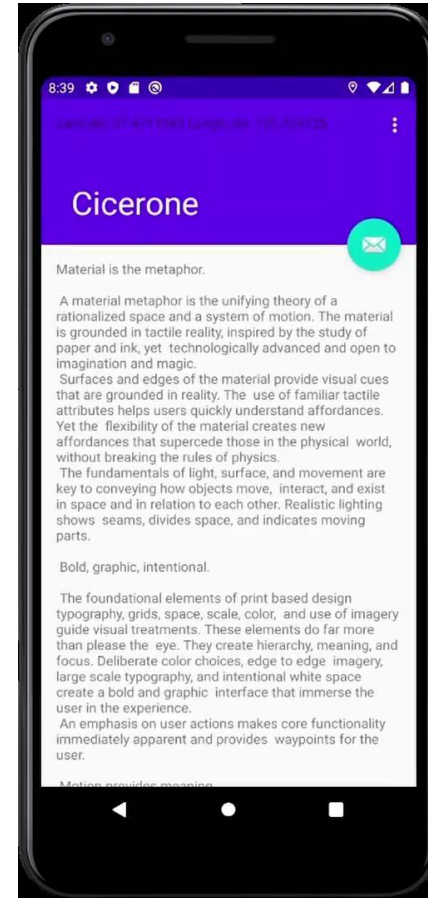 8:39
Cicerone
Material is the metaphor.
A material metaphor is the unifying theory of a
rationalized space and a system of motion. The material
is grounded in tactile reality, inspired by the study of
paper and ink, yet  technologically advanced and open to
imagination and magic.
Surfaces and edges of the material provide visual cues
that are grounded in reality. The  use of familiar tactile
attributes helps users quickly understand affordances.
Yet the  flexibility of the material creates new
affordances that supercede those in the physical  world,
without breaking the rules of physics.
The fundamentals of light, surface, and movement are
key to conveying how objects move,  interact, and exist
in space and in relation to each other. Realistic lighting
shows  seams, divides space, and indicates moving
parts.
Bold, graphic, intentional.
The foundational elements of print based design
typography, grids, space, scale, color,  and use of imagery
guide visual treatments. These elements do far more
than please the  eye. They create hierarchy, meaning, and
focus. Deliberate color choices, edge to edge  imagery,
large scale typography, and intentional white space
create a bold and graphic  interface that immerse the
user in the experience.
An emphasis on user actions makes core functionality
immediately apparent and provides  waypoints for the
user.
Motion provides meaning